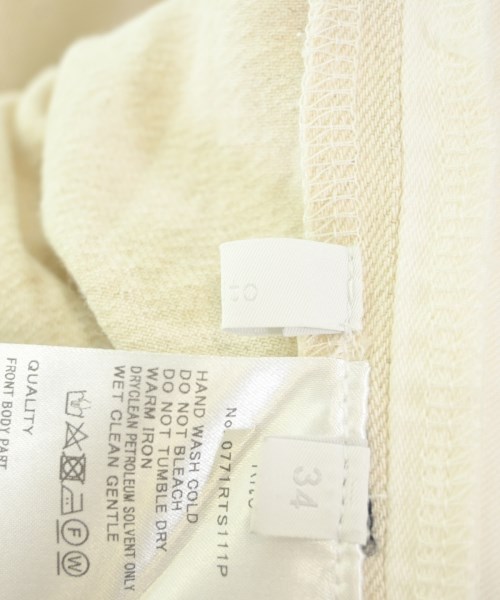 No. 0771RTS111P
HAND WASH COLD
DO NOT BLEACH
DO NOT TUMBLE DRY
WARM IRON
DRYCLEAN PETROLEUM SOLVENT ONLY
WET CLEAN GENTLE
F W
QUALITY
FRONT BODY PART
34